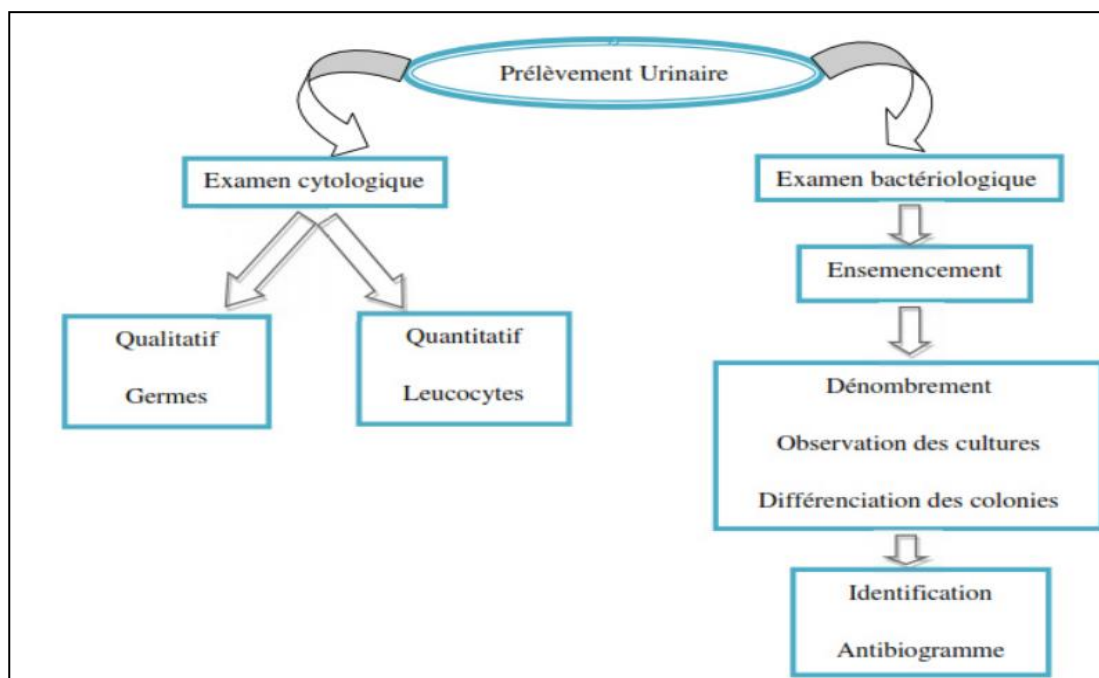 Prélèvement Urinaire
Examen cytologique
Examen bactériologique
Ensemencement
Qualitatif
Germes
Quantitatif
Leucocytes
Dénombrement
Observation des cultures
Différenciation des colonies
Identification
Antibiogramme